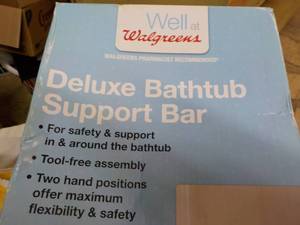 Well at
Walgreens
WALGREENS PHARMACIST RECOMMENDED
Deluxe Bathtub
Support Bar
• For safety & support
in & around the bathtub
• Tool-free assembly
• Two hand positions
offer maximum
flexibility & safety